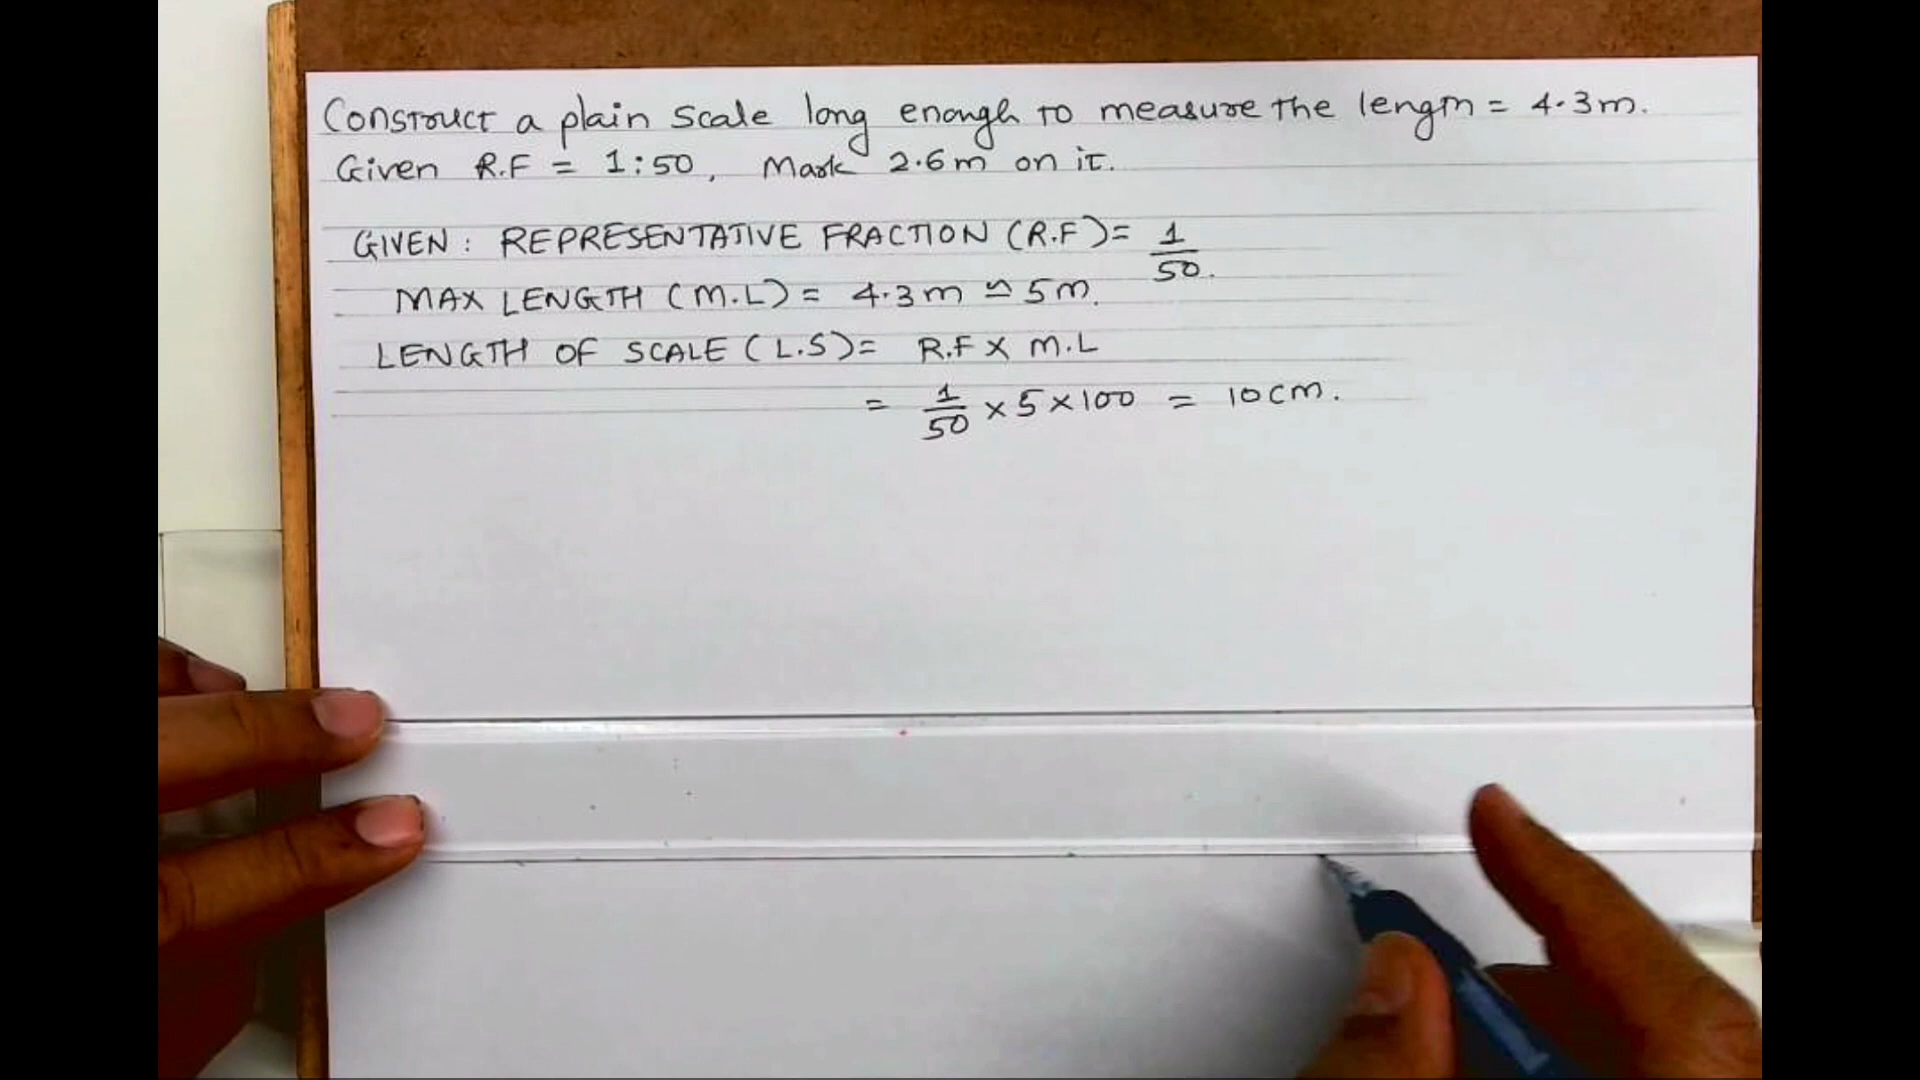 Construct a plain scale long enough to measure the length = 4.3m.
Given R.F = 1:50, Mark 2.6m on it.
GIVEN: REPRESENTATIVE FRACTION (R.F) = 1/50.
MAX LENGTH (M.L) = 4.3m ≃ 5m.
LENGTH OF SCALE (L.S) = R.F X M.L
= 1/50 x 5 x 100 = 10cm.